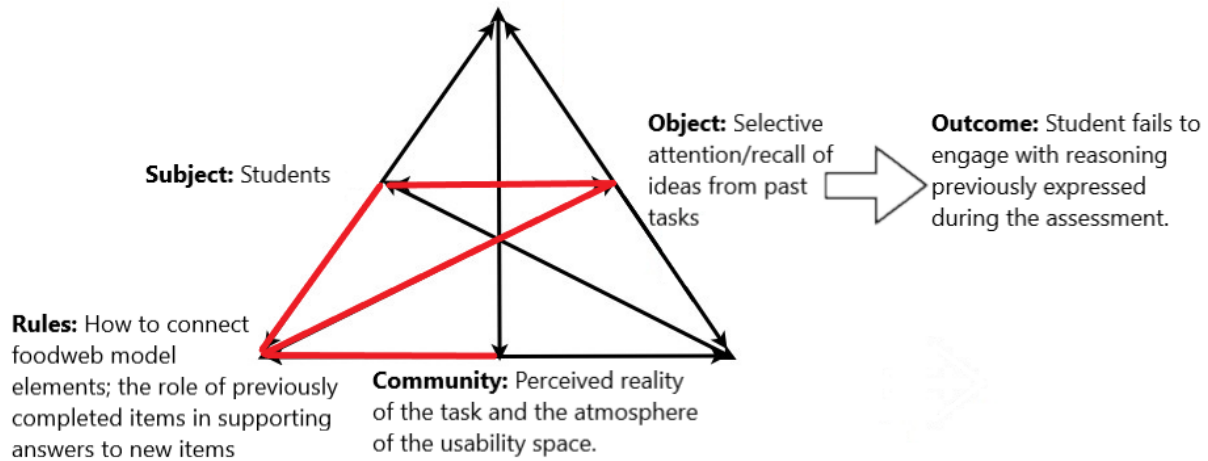 Subject: Students
Object: Selective
attention/recall of
ideas from past
tasks
Outcome: Student fails to
engage with reasoning
previously expressed
during the assessment.
Rules: How to connect
foodweb model
elements; the role of previously
completed items in supporting
answers to new items
Community: Perceived reality
of the task and the atmosphere
of the usability space.